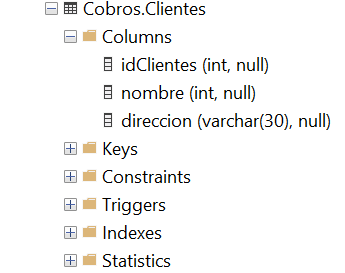 Cobros.Clientes
Columns
idClientes (int, null)
nombre (int, null)
direccion (varchar(30), null)
Keys
Constraints
Triggers
Indexes
Statistics